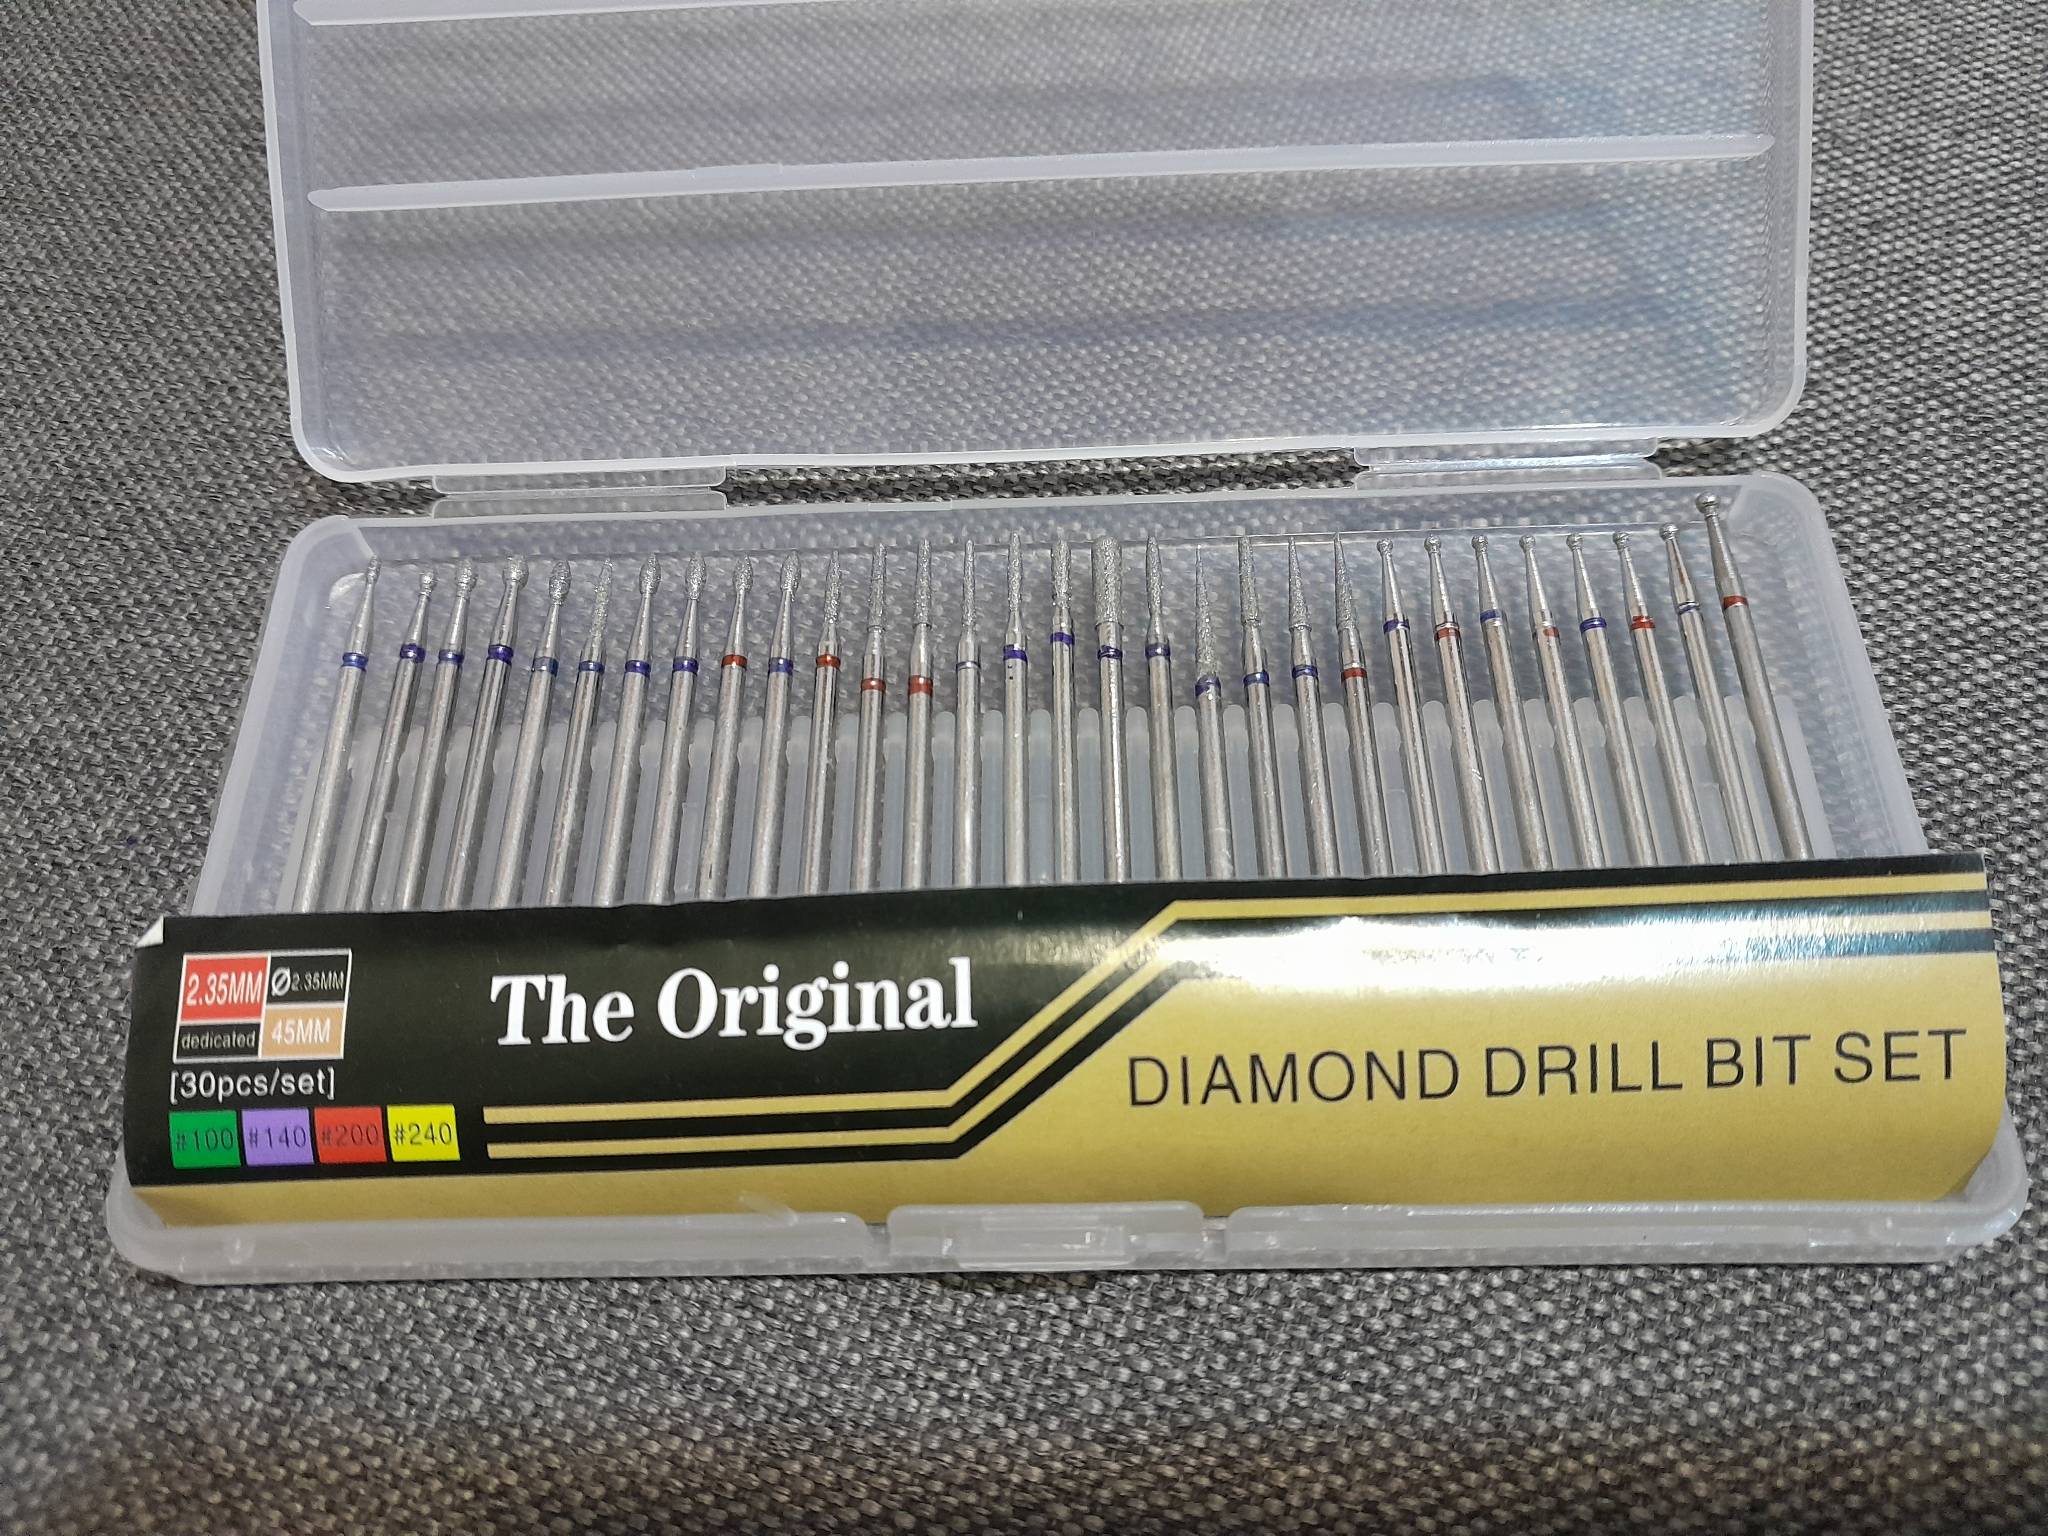 2.35MM Ø2.35MM
dedicated 45MM
[30pcs/set]
#100 #140 #200 #240
The Original
DIAMOND DRILL BIT SET